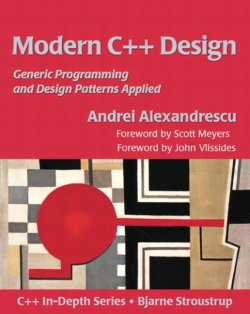 Modern C++ Design
Generic Programming
and Design Patterns Applied
Andrei Alexandrescu
Foreword by Scott Meyers
Foreword by John Vlissides
C++ In-Depth Series • Bjarne Stroustrup